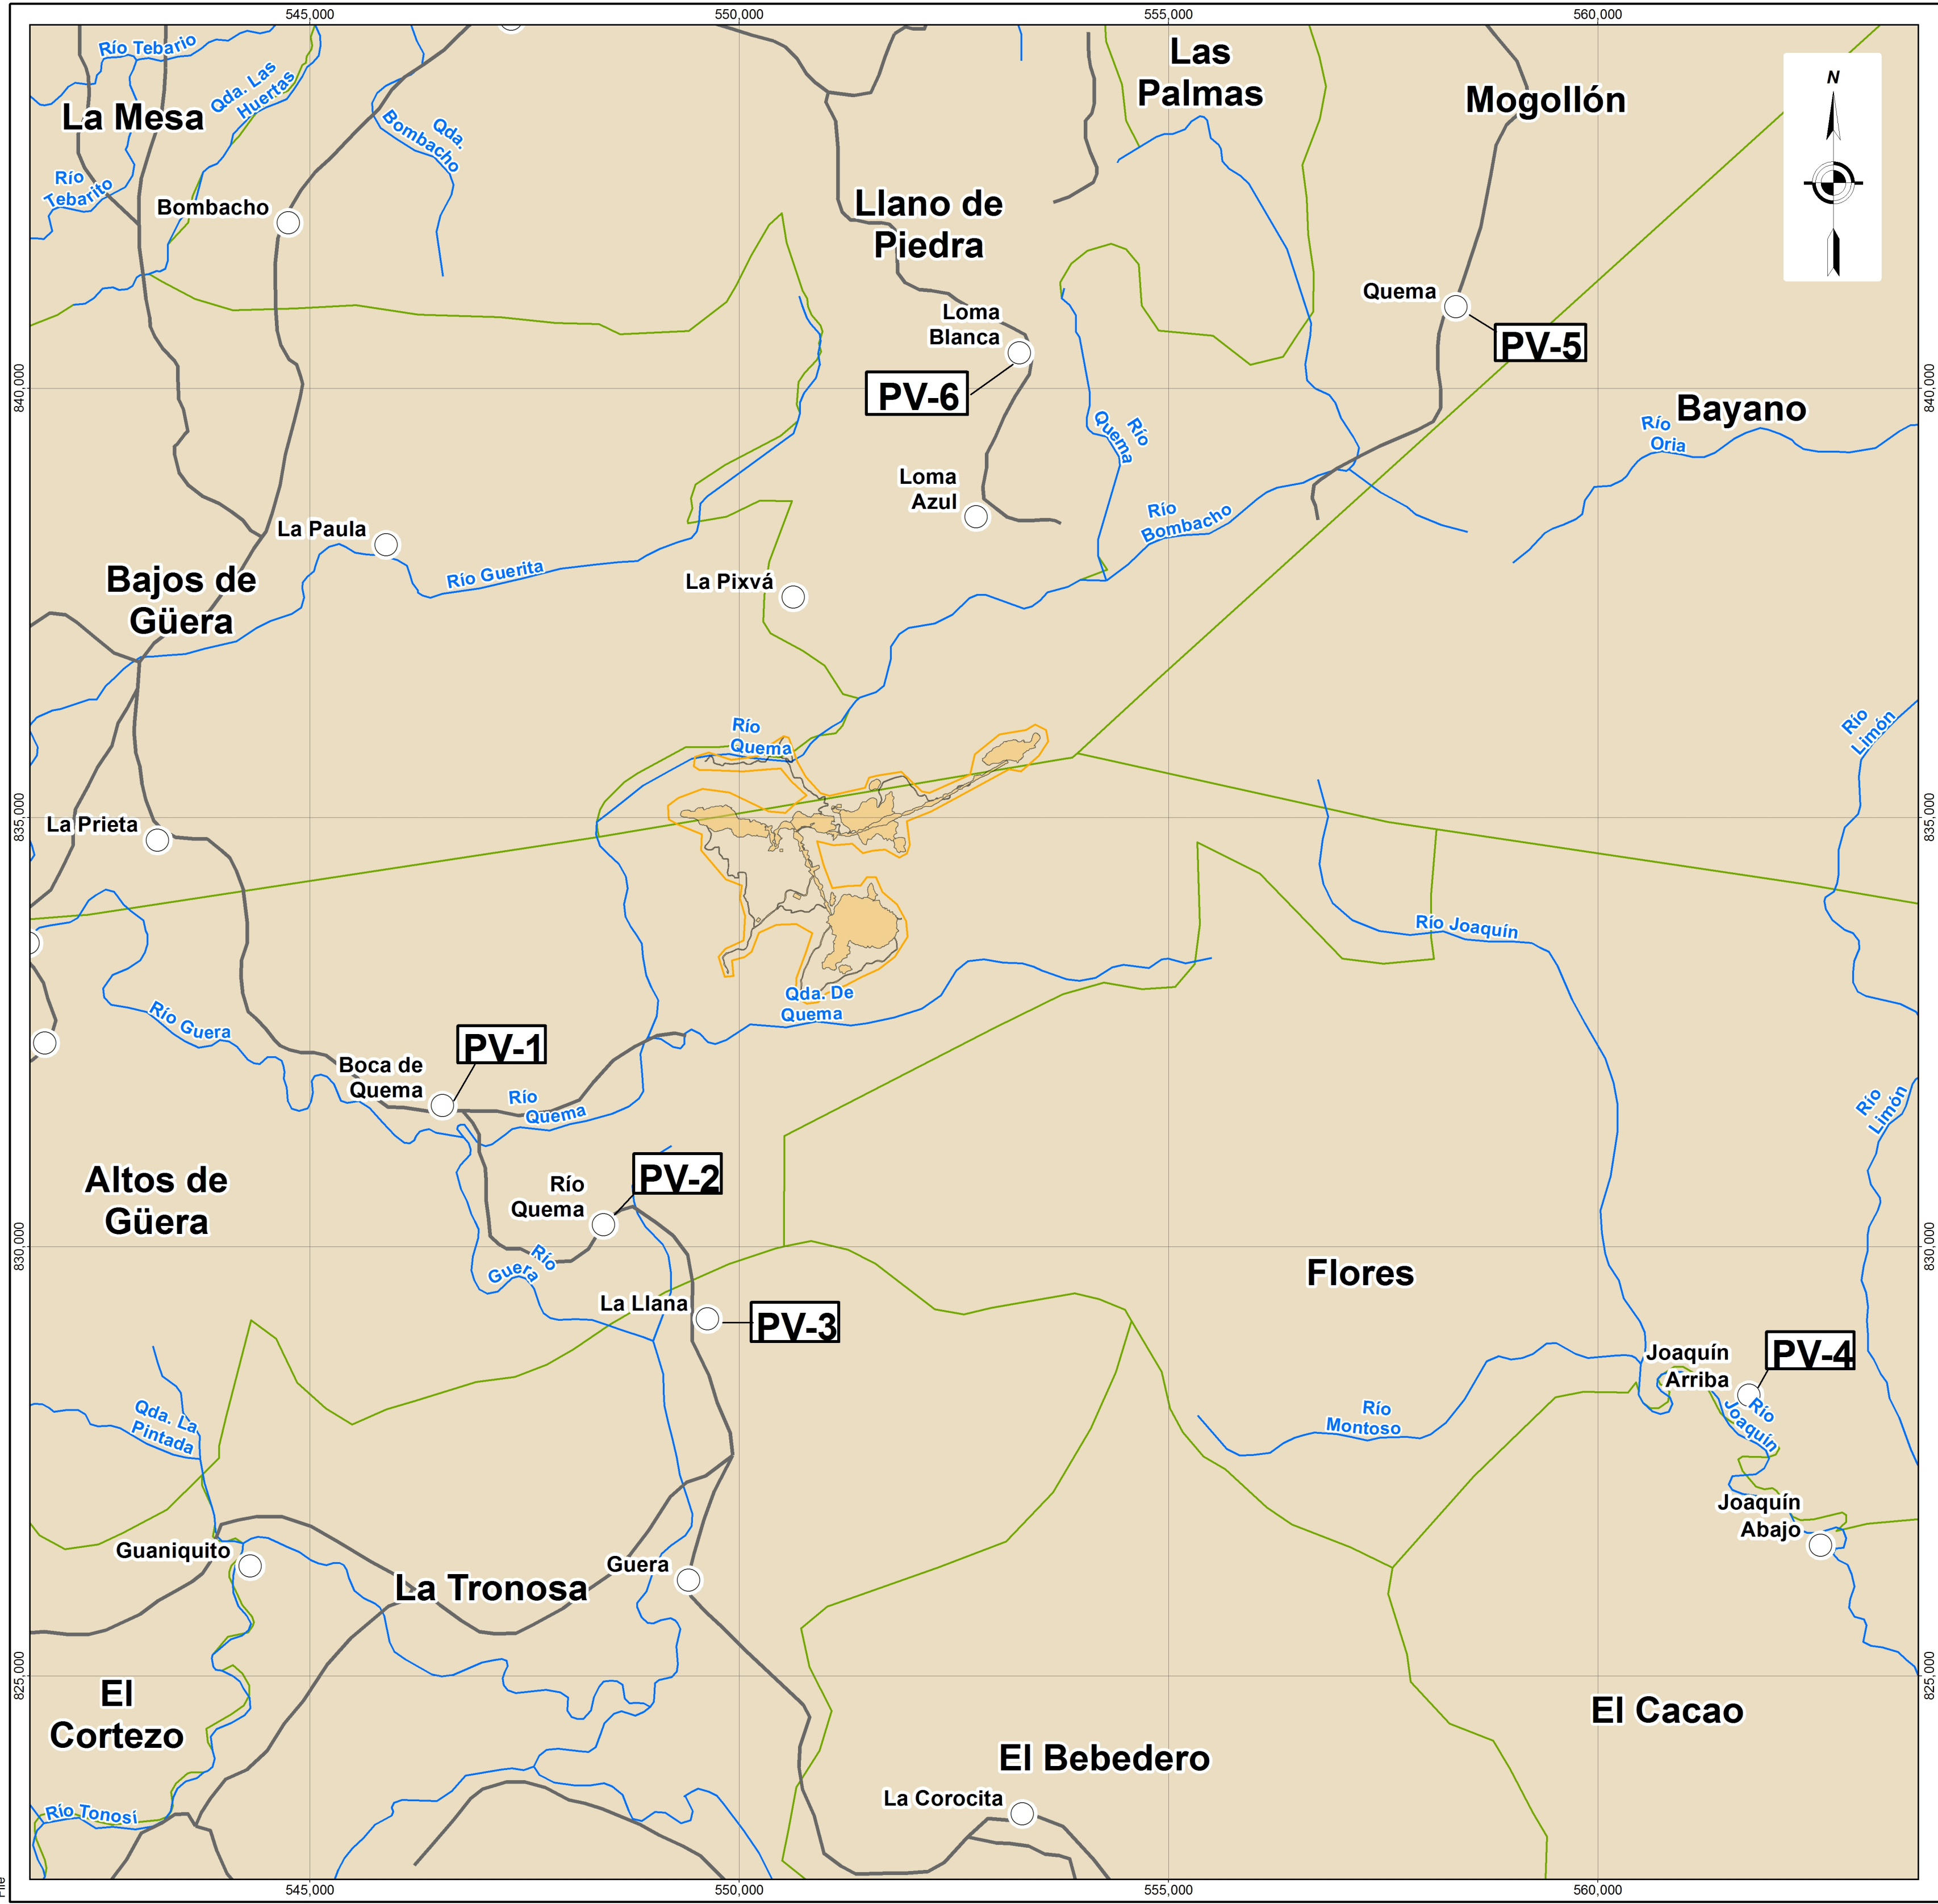 545,000
550,000
555,000
560,000
Río Tebario
Qda. Las
Huertas
La Mesa
Qda.
Bombacho
Río
Tebarito
Bombacho
Las
Palmas
Mogollón
N
Llano de
Piedra
Quema
PV-5
Loma
Blanca
PV-6
840,000
840,000
Río
Quema
Bayano
Río
Oria
Loma
Azul
Río
Bombacho
La Paula
Río Guerita
La Pixvá
Bajos de
Güera
Río
Quema
Río
Limón
La Prieta
835,000
835,000
Río Joaquín
Qda. De
Quema
Río Guera
PV-1
Boca de
Quema
Río
Quema
Río
Limón
PV-2
Río
Quema
Altos de
Güera
830,000
830,000
Río
Guera
Flores
La Llana
PV-3
Joaquín
Arriba
PV-4
Río
Joaquín
Río
Montoso
Qda. La
Pintada
Joaquín
Abajo
Guaniquito
Guera
La Tronosa
825,000
825,000
El
Cortezo
El Cacao
El Bebedero
La Corocita
Río Tonosí
File
545,000
550,000
555,000
560,000